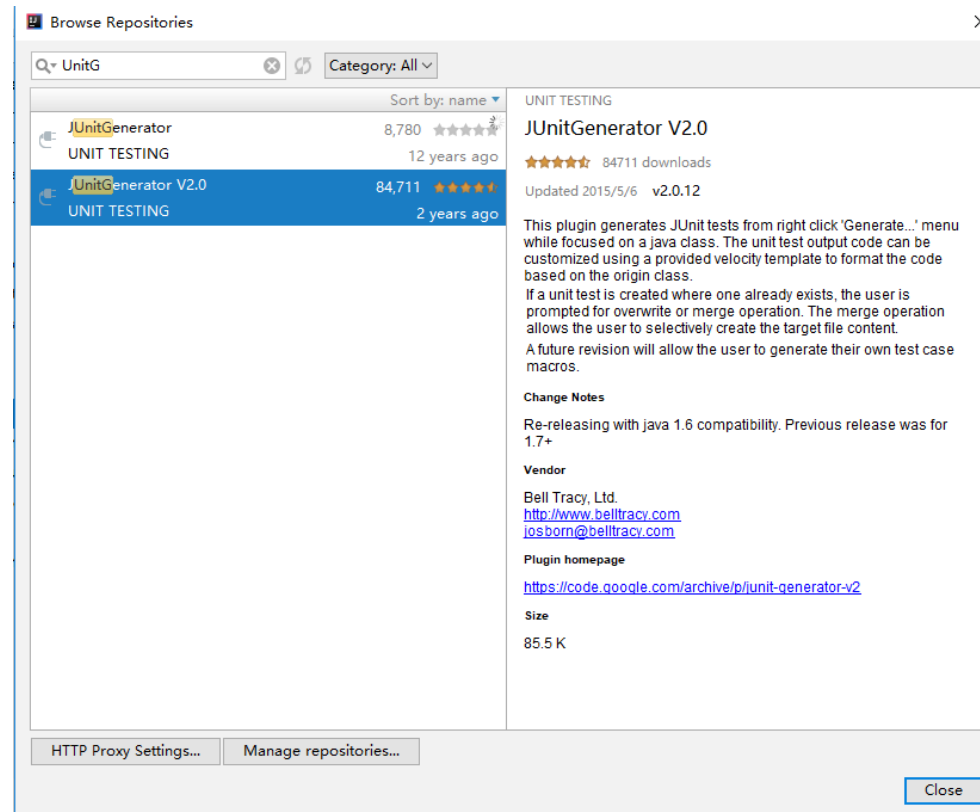 Browse Repositories
UnitG
Category: All
Sort by: name
JUnitGenerator
8,780
UNIT TESTING
12 years ago
JUnitGenerator V2.0
84,711
UNIT TESTING
2 years ago
UNIT TESTING
JUnitGenerator V2.0
84711 downloads
Updated 2015/5/6 v2.0.12
This plugin generates JUnit tests from right click 'Generate...' menu
while focused on a java class. The unit test output code can be
customized using a provided velocity template to format the code
based on the origin class.
If a unit test is created where one already exists, the user is
prompted for overwrite or merge operation. The merge operation
allows the user to selectively create the target file content.
A future revision will allow the user to generate their own test case
macros.
Change Notes
Re-releasing with java 1.6 compatibility. Previous release was for
1.7+
Vendor
Bell Tracy, Ltd.
http://www.belltracy.com
josborn@belltracy.com
Plugin homepage
https://code.google.com/archive/p/junit-generator-v2
Size
85.5 K
HTTP Proxy Settings... Manage repositories...
Close